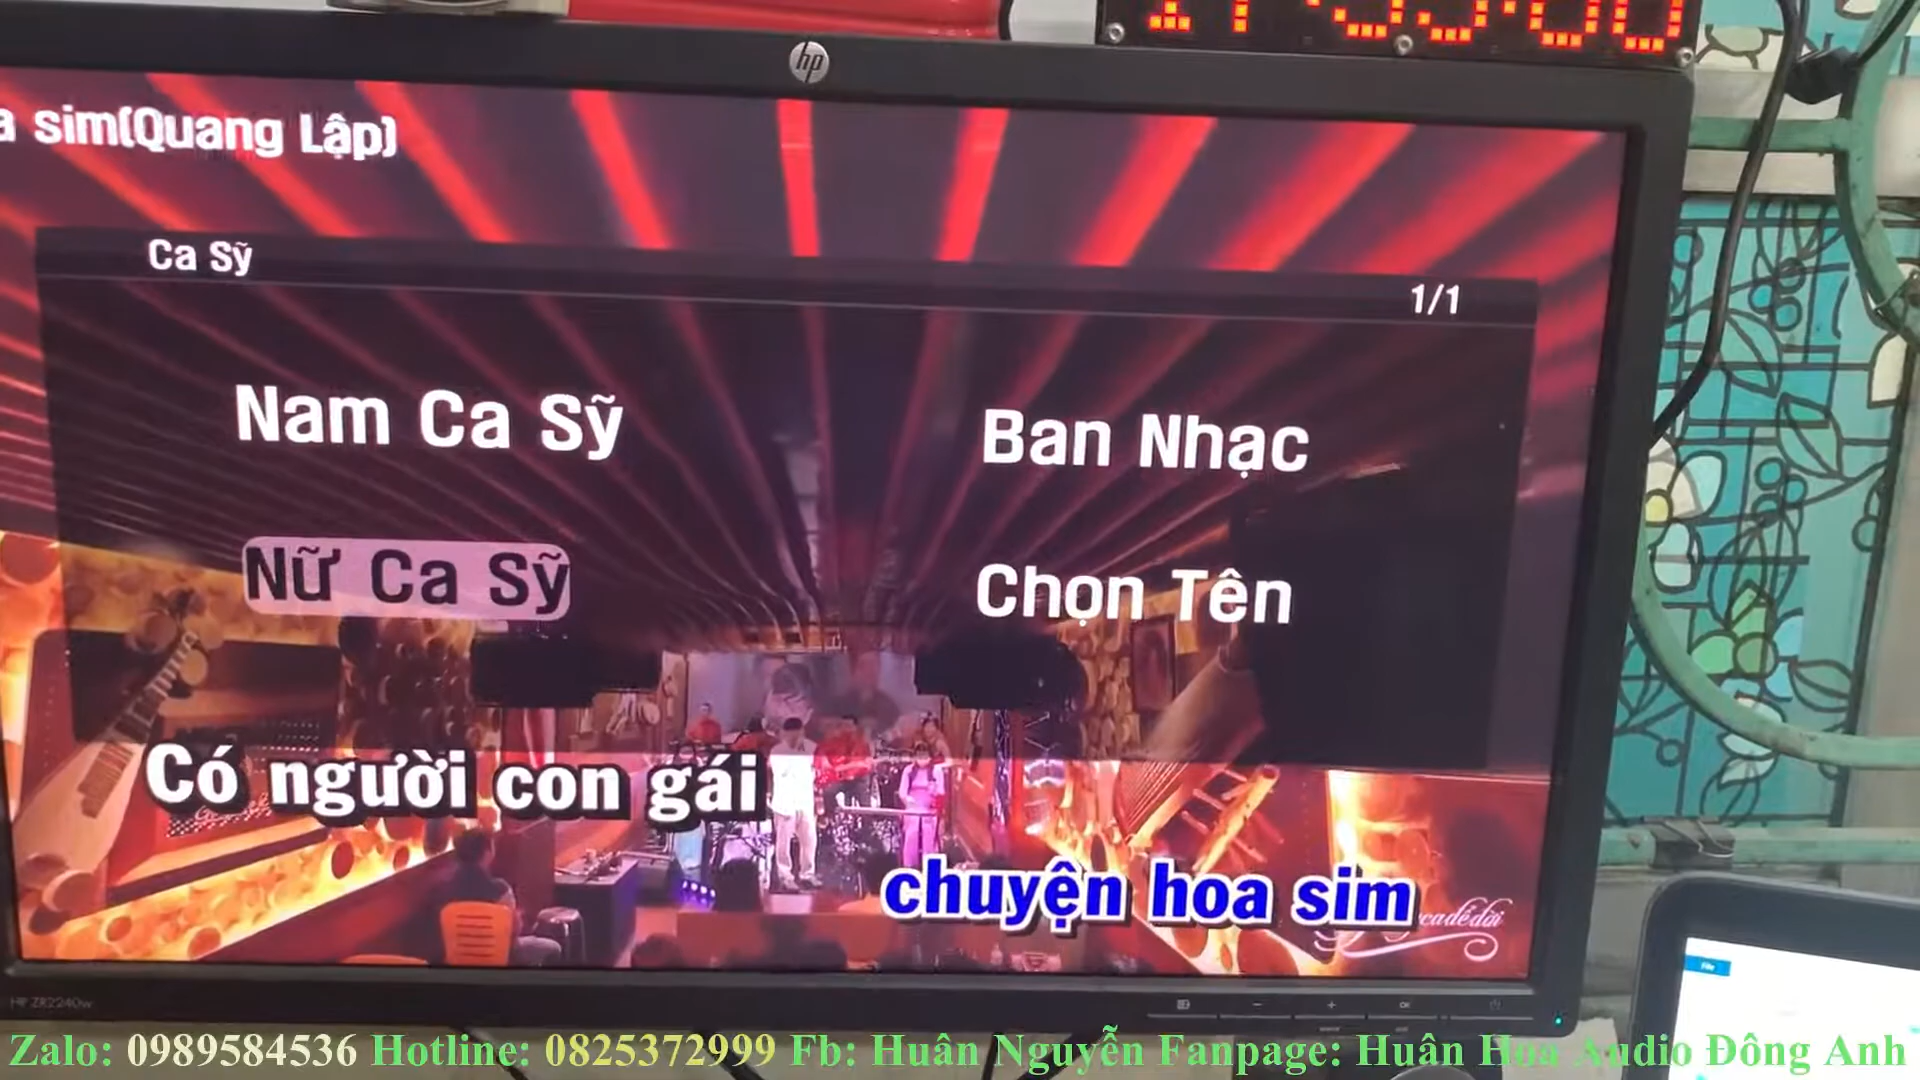 hp
sim(Quang Lập)
Ca Sỹ
1/1
Nam Ca Sỹ
Ban Nhạc
Nữ Ca Sỹ
Chọn Tên
Có người con gái
chuyện hoa sim
HP ZR2240w
Zalo: 0989584536 Hotline: 0825372999 Fb: Huân Nguyễn Fanpage: Huân Hoa Audio Đông Anh